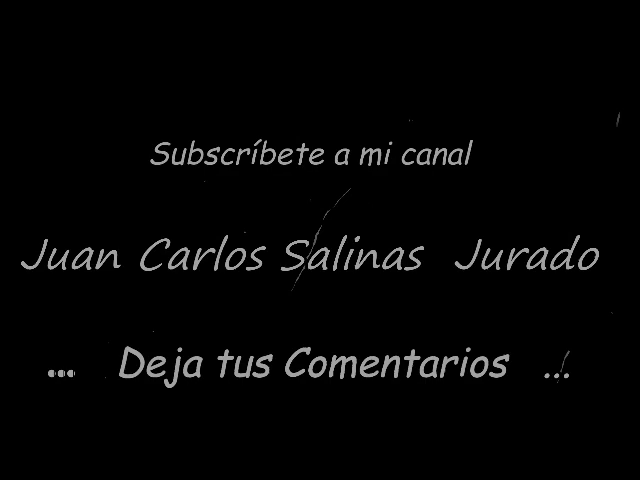 Subscríbete a mi canal
Juan Carlos Salinas Jurado
... Deja tus Comentarios ...